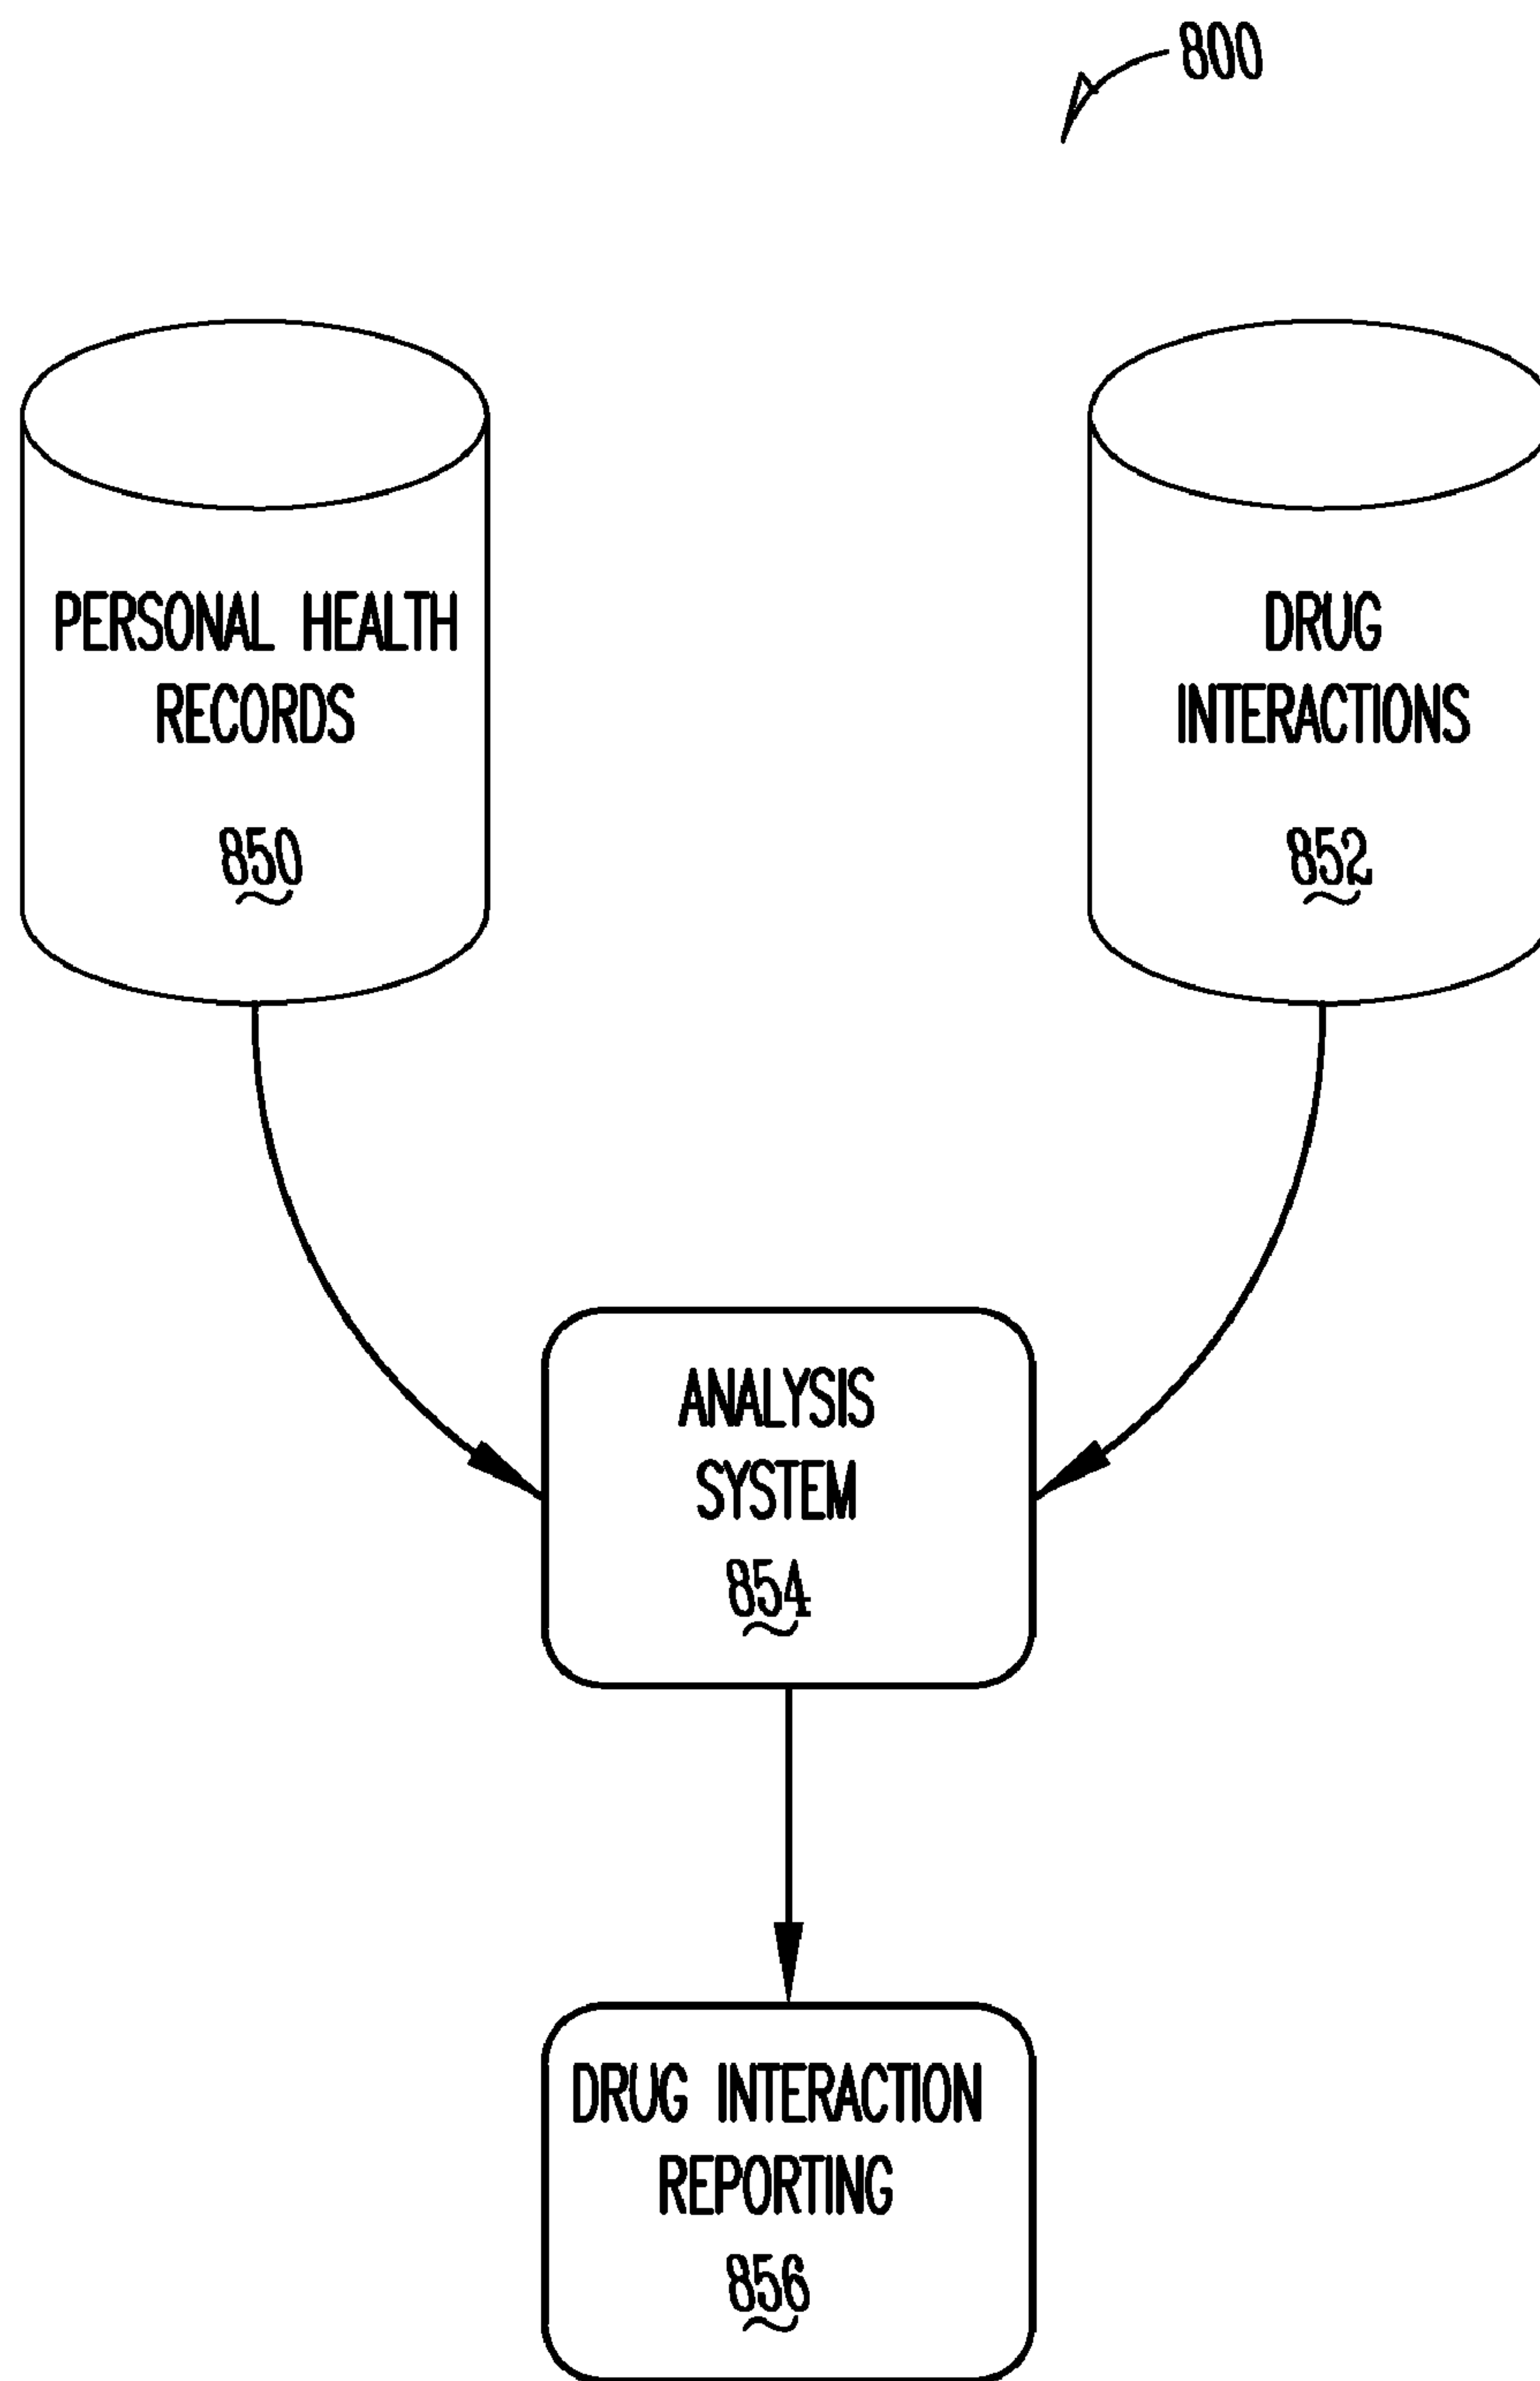 800
PERSONAL HEALTH
RECORDS
850
DRUG
INTERACTIONS
852
ANALYSIS
SYSTEM
854
DRUG INTERACTION
REPORTING
856